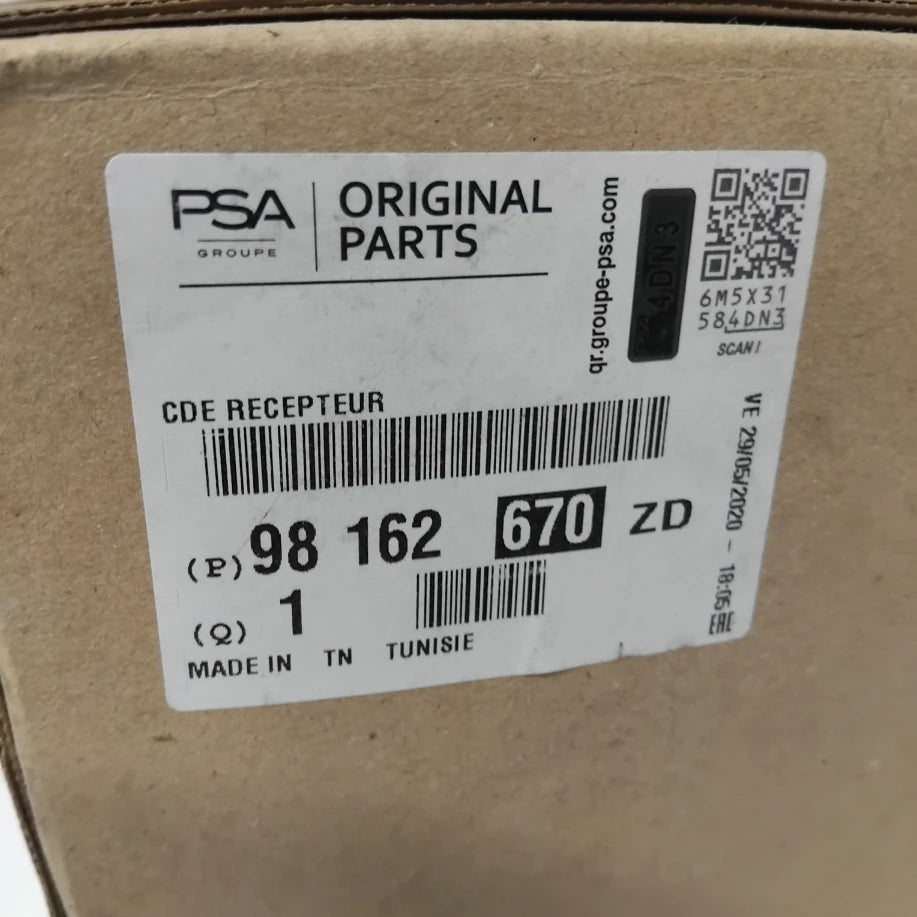 PSA
GROUPE
ORIGINAL
PARTS
qr.groupe-psa.com
4DN3
6M5X31
584DN3
SCAN!
CDE RECEPTEUR
(P) 98 162 670 ZD
(Q) 1
MADE IN TN TUNISIE
VE 29/05/2020 - 18:05